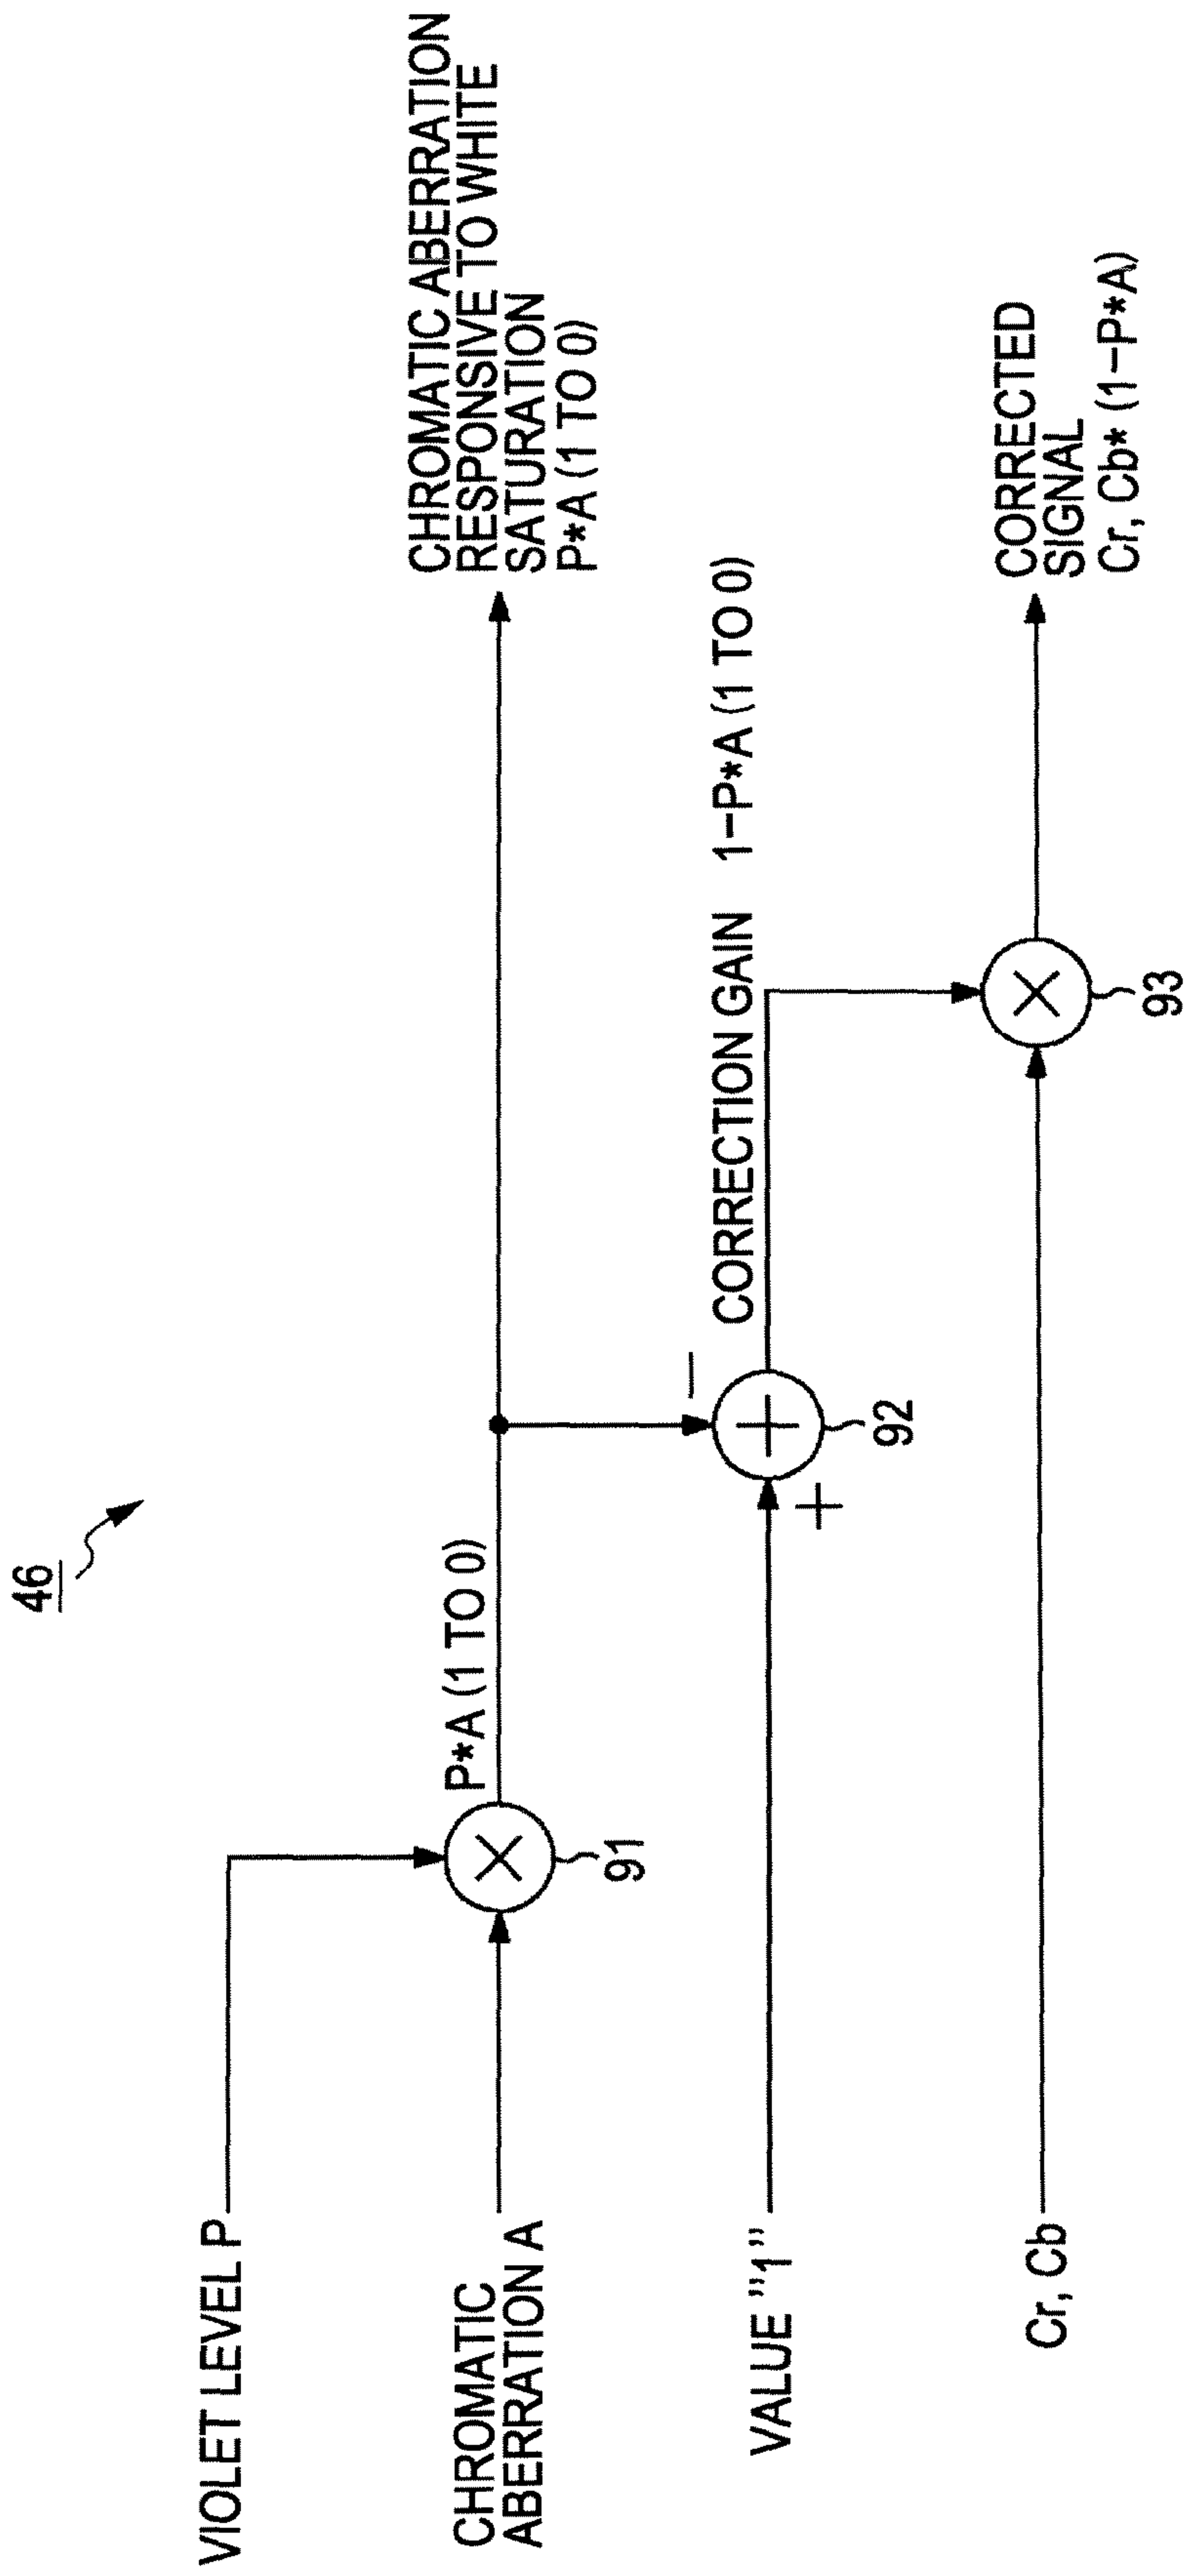 46
VIOLET LEVEL P
CHROMATIC
ABERRATION A
91
P*A (1 TO 0)
CHROMATIC ABERRATION
RESPONSIVE TO WHITE
SATURATION
P*A (1 TO 0)
VALUE "1"
+
−
92
CORRECTION GAIN 1−P*A (1 TO 0)
Cr, Cb
93
CORRECTED
SIGNAL
Cr, Cb* (1−P*A)